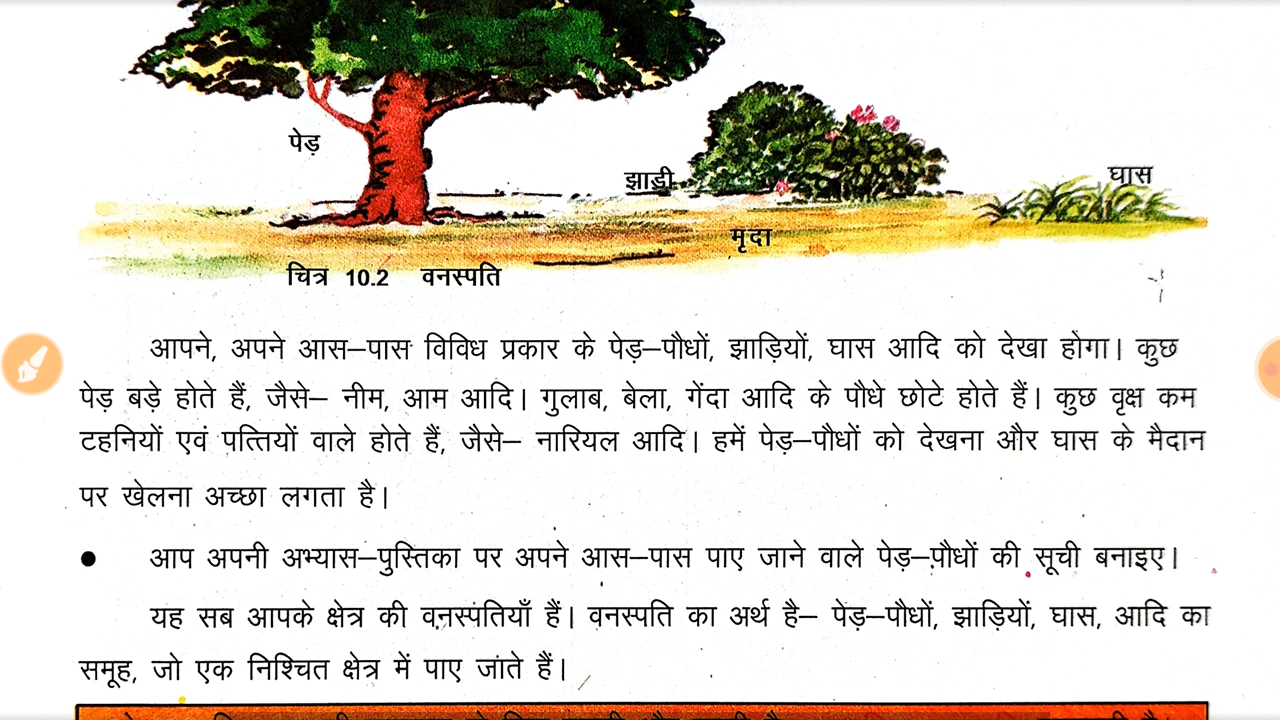 पेड़
झाड़ी
घास
मृदा
चित्र 10.2 वनस्पति
आपने, अपने आस–पास विविध प्रकार के पेड़–पौधों, झाड़ियों, घास आदि को देखा होगा। कुछ
पेड़ बड़े होते हैं, जैसे– नीम, आम आदि। गुलाब, बेला, गेंदा आदि के पौधे छोटे होते हैं। कुछ वृक्ष कम
टहनियों एवं पत्तियों वाले होते हैं, जैसे– नारियल आदि। हमें पेड़–पौधों को देखना और घास के मैदान
पर खेलना अच्छा लगता है।
● आप अपनी अभ्यास–पुस्तिका पर अपने आस–पास पाए जाने वाले पेड़–पौधों की सूची बनाइए।
यह सब आपके क्षेत्र की वनस्पतियाँ हैं। वनस्पति का अर्थ है– पेड़–पौधों, झाड़ियों, घास, आदि का
समूह, जो एक निश्चित क्षेत्र में पाए जाते हैं।